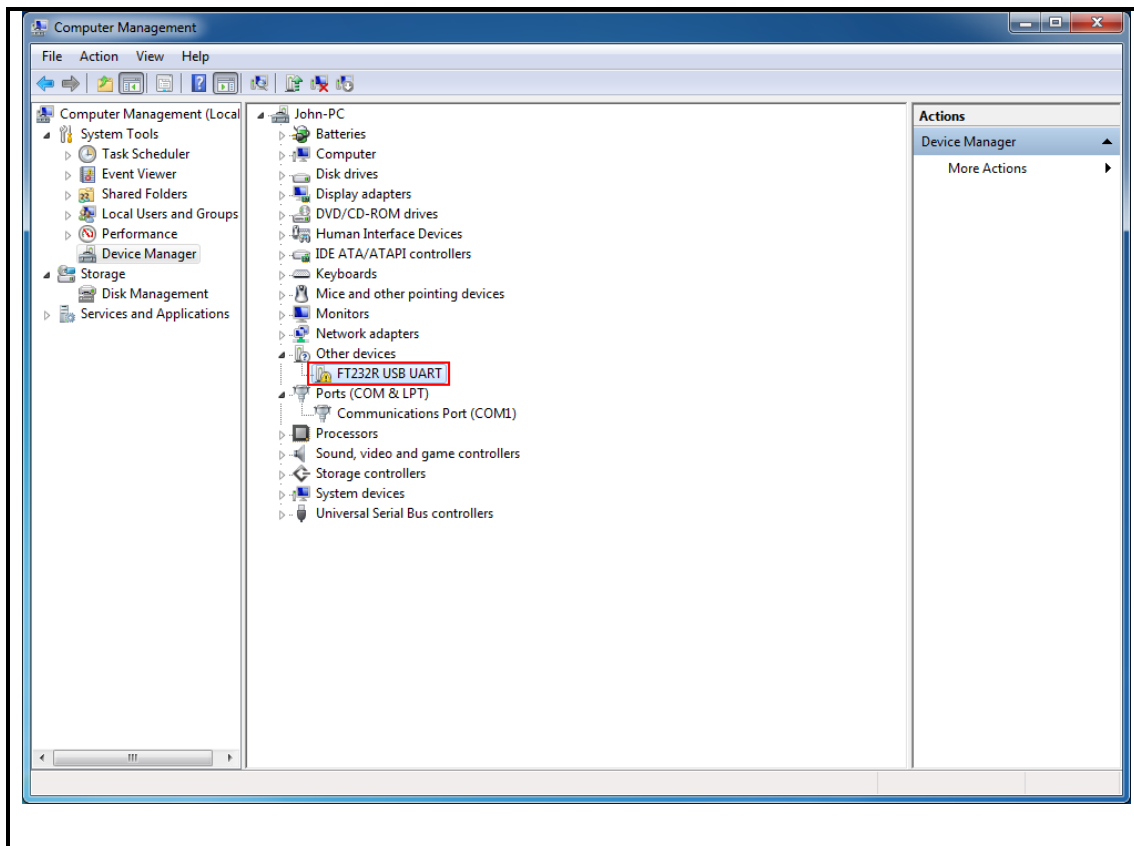 Computer Management
File Action View Help
Computer Management (Local
System Tools
Task Scheduler
Event Viewer
Shared Folders
Local Users and Groups
Performance
Device Manager
Storage
Disk Management
Services and Applications
John-PC
Batteries
Computer
Disk drives
Display adapters
DVD/CD-ROM drives
Human Interface Devices
IDE ATA/ATAPI controllers
Keyboards
Mice and other pointing devices
Monitors
Network adapters
Other devices
FT232R USB UART
Ports (COM & LPT)
Communications Port (COM1)
Processors
Sound, video and game controllers
Storage controllers
System devices
Universal Serial Bus controllers
Actions
Device Manager
More Actions